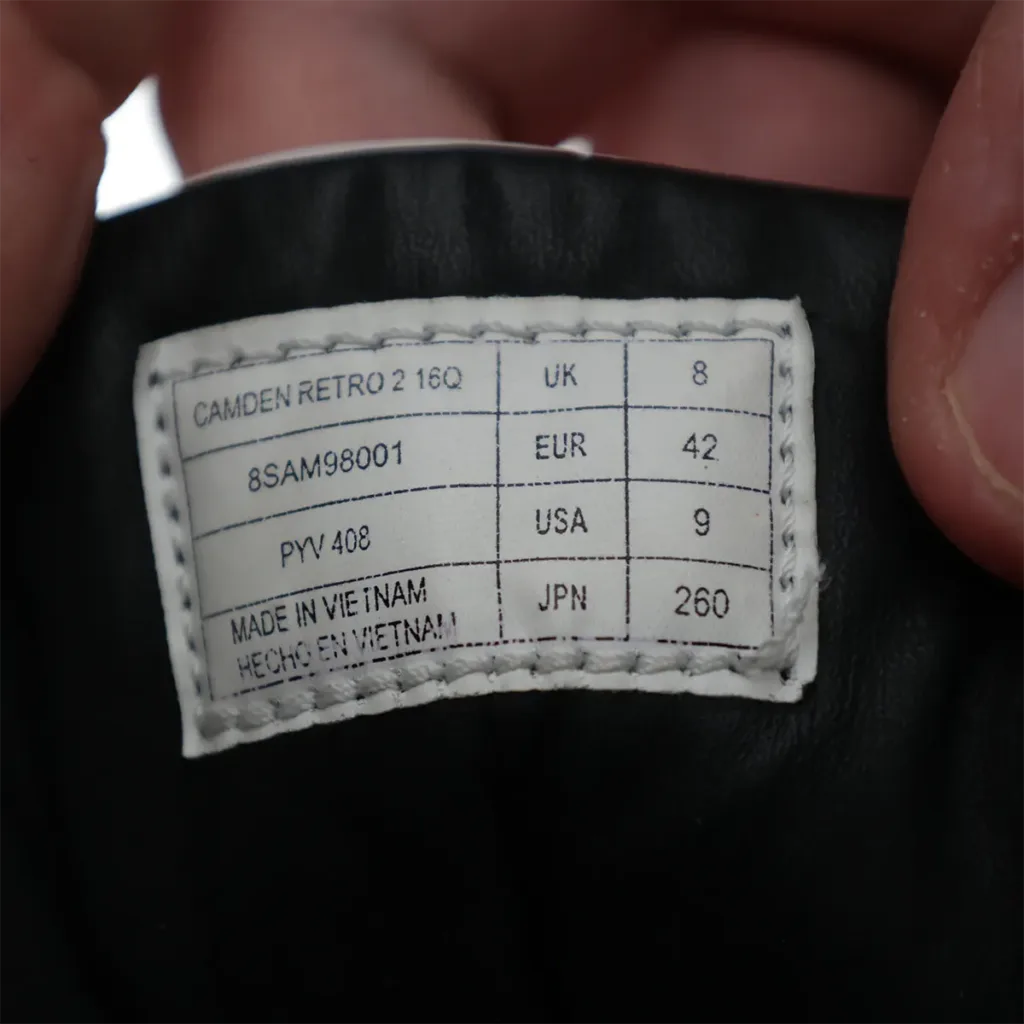 CAMDEN RETRO 2 16Q UK 8
8SAM98001 EUR 42
PYV 408 USA 9
MADE IN VIETNAM JPN 260
HECHO EN VIETNAM